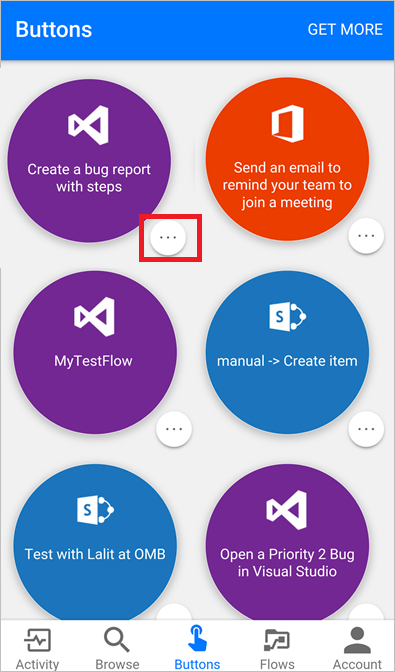 Buttons
GET MORE
Create a bug report
with steps
Send an email to
remind your team to
join a meeting
MyTestFlow
S
manual -> Create item
S
Test with Lalit at OMB
Open a Priority 2 Bug
in Visual Studio
Activity
Browse
Buttons
Flows
Account